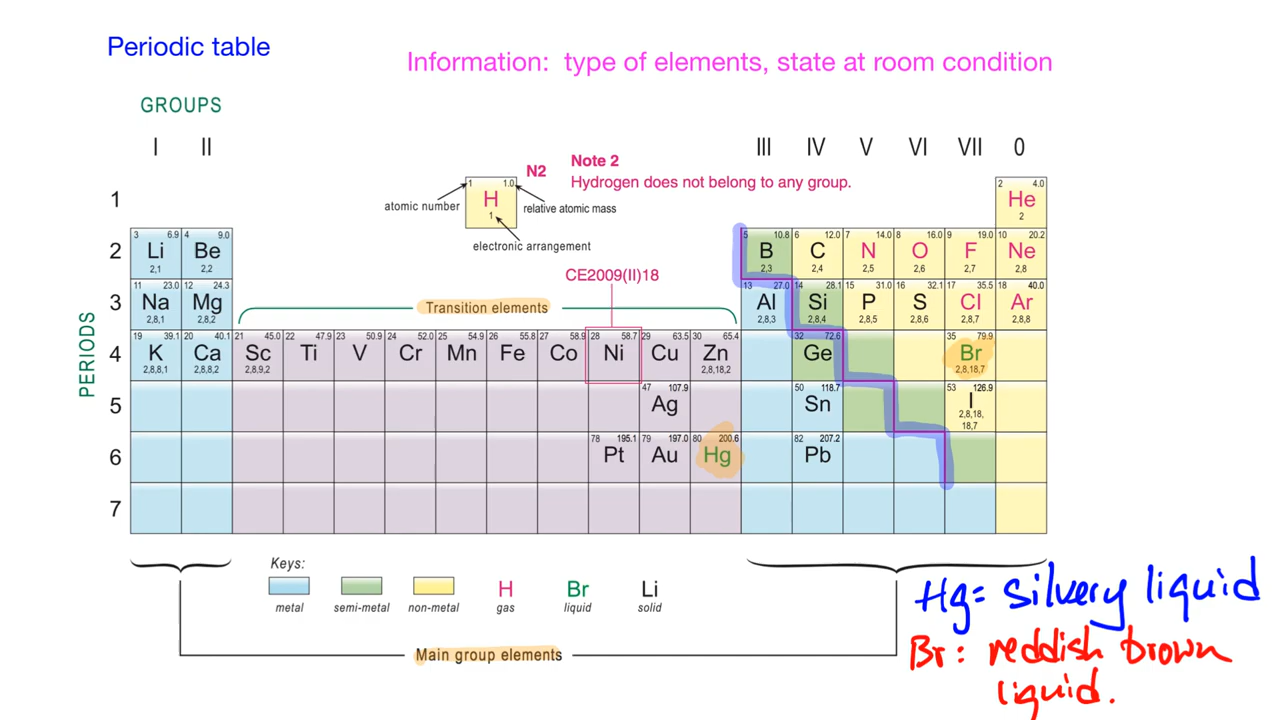 Periodic table
Information: type of elements, state at room condition
GROUPS
I II III IV V VI VII 0
N2 Note 2
Hydrogen does not belong to any group.
1 1.0
H
1
atomic number
relative atomic mass
electronic arrangement
CE2009(II)18
Transition elements
PERIODS
1
2 4.0
He
2
2
3 6.9 4 9.0 5 10.8 6 12.0 7 14.0 8 16.0 9 19.0 10 20.2
Li Be B C N O F Ne
2,1 2,2 2,3 2,4 2,5 2,6 2,7 2,8
3
11 23.0 12 24.3 13 27.0 14 28.1 15 31.0 16 32.1 17 35.5 18 40.0
Na Mg Al Si P S Cl Ar
2,8,1 2,8,2 2,8,3 2,8,4 2,8,5 2,8,6 2,8,7 2,8,8
4
19 39.1 20 40.1 21 45.0 22 47.9 23 50.9 24 52.0 25 54.9 26 55.8 27 58.9 28 58.7 29 63.5 30 65.4 32 72.6 35 79.9
K Ca Sc Ti V Cr Mn Fe Co Ni Cu Zn Ge Br
2,8,8,1 2,8,8,2 2,8,9,2 2,8,18,2 2,8,18,7
5
47 107.9 50 118.7 53 126.9
Ag Sn I
2,8,18,
18,7
6
78 195.1 79 197.0 80 200.6 82 207.2
Pt Au Hg Pb
7
Keys:
H Br Li
metal semi-metal non-metal gas liquid solid
Main group elements
Hg= silvery liquid
Br: reddish brown
liquid.